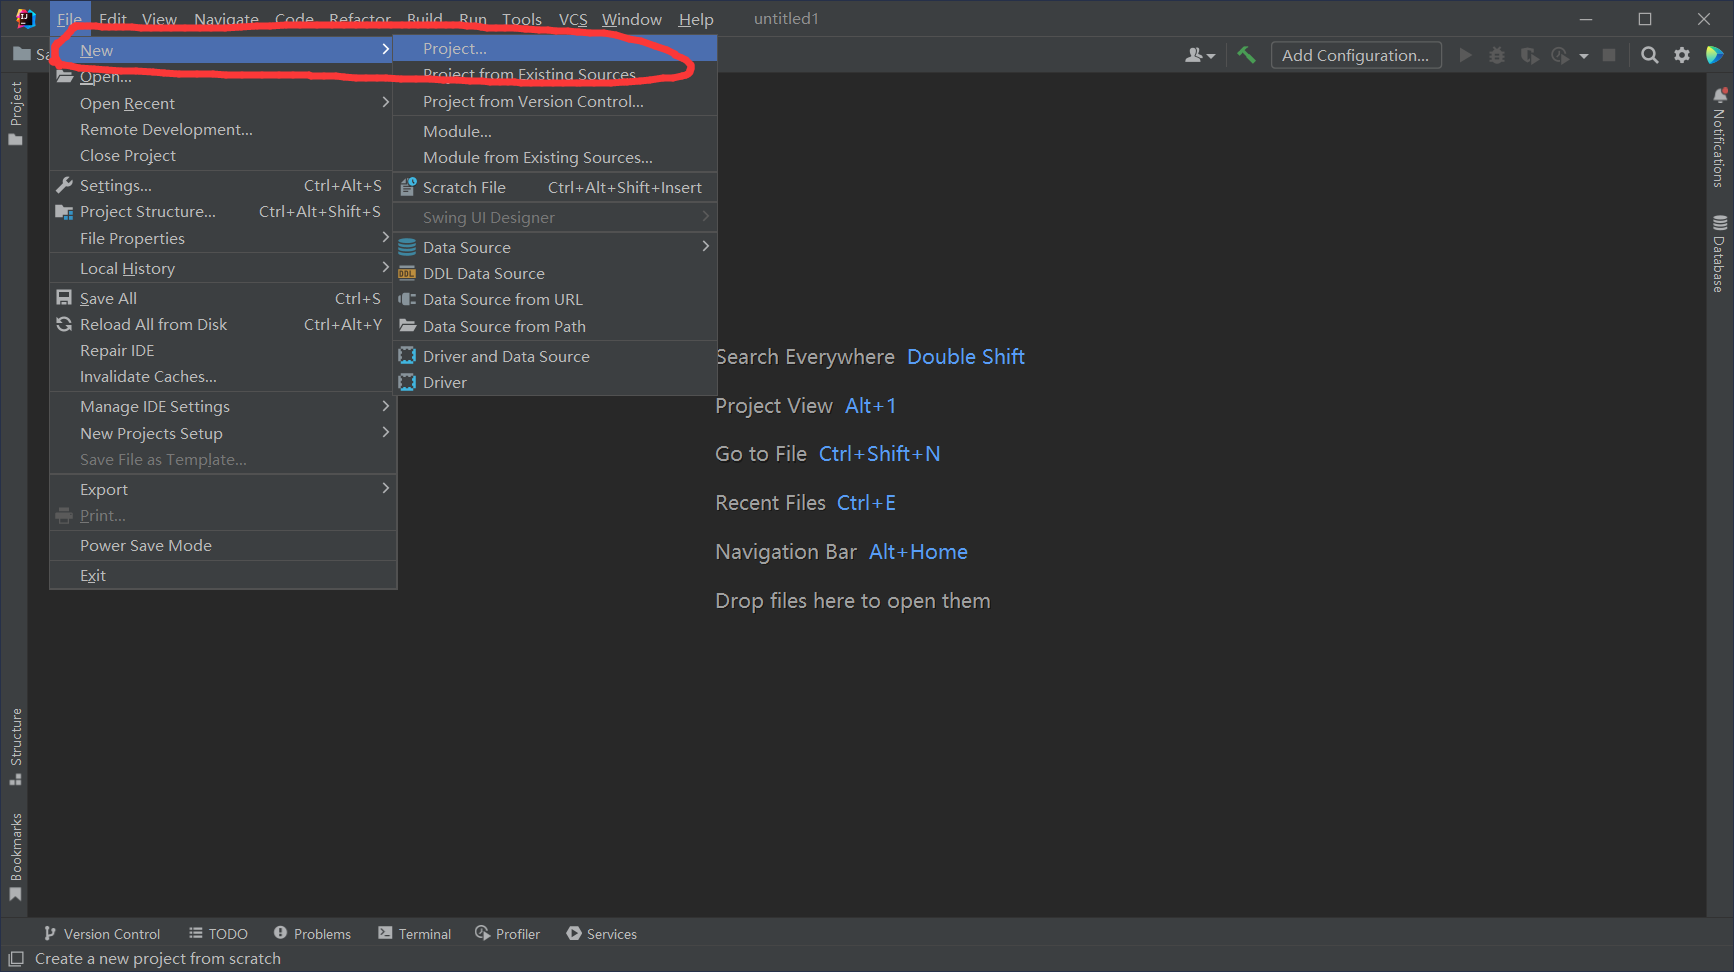 File Edit View Navigate Code Refactor Build Run Tools VCS Window Help untitled1
Sa
Add Configuration...
New
Open...
Open Recent
Remote Development...
Close Project
Settings... Ctrl+Alt+S
Project Structure... Ctrl+Alt+Shift+S
File Properties
Local History
Save All Ctrl+S
Reload All from Disk Ctrl+Alt+Y
Repair IDE
Invalidate Caches...
Manage IDE Settings
New Projects Setup
Save File as Template...
Export
Print...
Power Save Mode
Exit
Project...
Project from Existing Sources...
Project from Version Control...
Module...
Module from Existing Sources...
Scratch File Ctrl+Alt+Shift+Insert
Swing UI Designer
Data Source
DDL Data Source
Data Source from URL
Data Source from Path
Driver and Data Source
Driver
Search Everywhere Double Shift
Project View Alt+1
Go to File Ctrl+Shift+N
Recent Files Ctrl+E
Navigation Bar Alt+Home
Drop files here to open them
Project
Structure
Bookmarks
Notifications
Database
Version Control TODO Problems Terminal Profiler Services
Create a new project from scratch